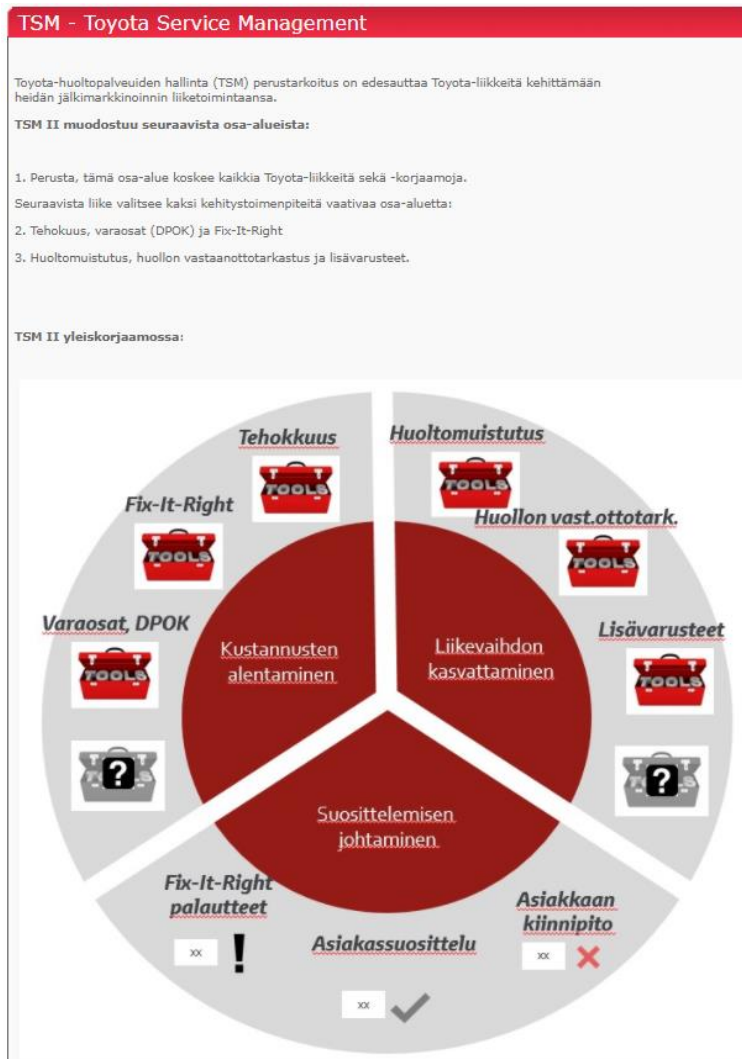 TSM - Toyota Service Management
Toyota-huoltopalveuiden hallinta (TSM) perustarkoitus on edesauttaa Toyota-liikkeitä kehittämään
heidän jälkimarkkinoinnin liiketoimintaansa.
TSM II muodostuu seuraavista osa-alueista:
1. Perusta, tämä osa-alue koskee kaikkia Toyota-liikkeitä sekä -korjaamoja.
Seuraavista liike valitsee kaksi kehitystoimenpiteitä vaativaa osa-aluetta:
2. Tehokuus, varaosat (DPOK) ja Fix-It-Right
3. Huoltomuistutus, huollon vastaanottotarkastus ja lisävarusteet.
TSM II yleiskorjaamossa:
Tehokkuus
TOOLS
Fix-It-Right
TOOLS
Varaosat, DPOK
TOOLS
?
Kustannusten
alentaminen
Huoltomuistutus
TOOLS
Huollon vast.ottotark.
TOOLS
Lisävarusteet
TOOLS
?
Liikevaihdon
kasvattaminen
Suosittelemisen
johtaminen
Fix-It-Right
palautteet
xx !
Asiakassuosittelu
xx
Asiakkaan
kiinnipito
xx